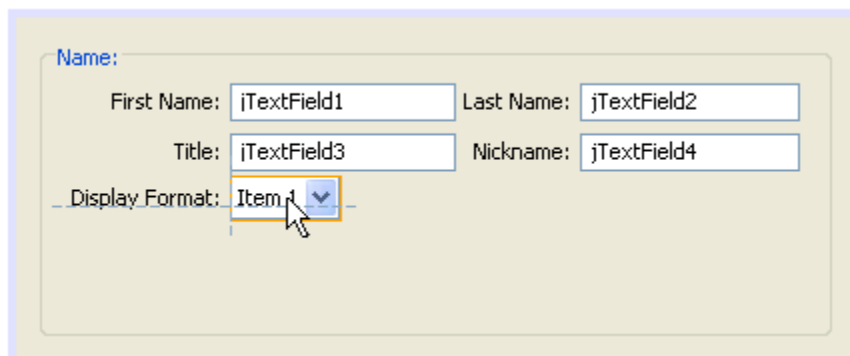 Name:
First Name: jTextField1 Last Name: jTextField2
Title: jTextField3 Nickname: jTextField4
Display Format: Item 1